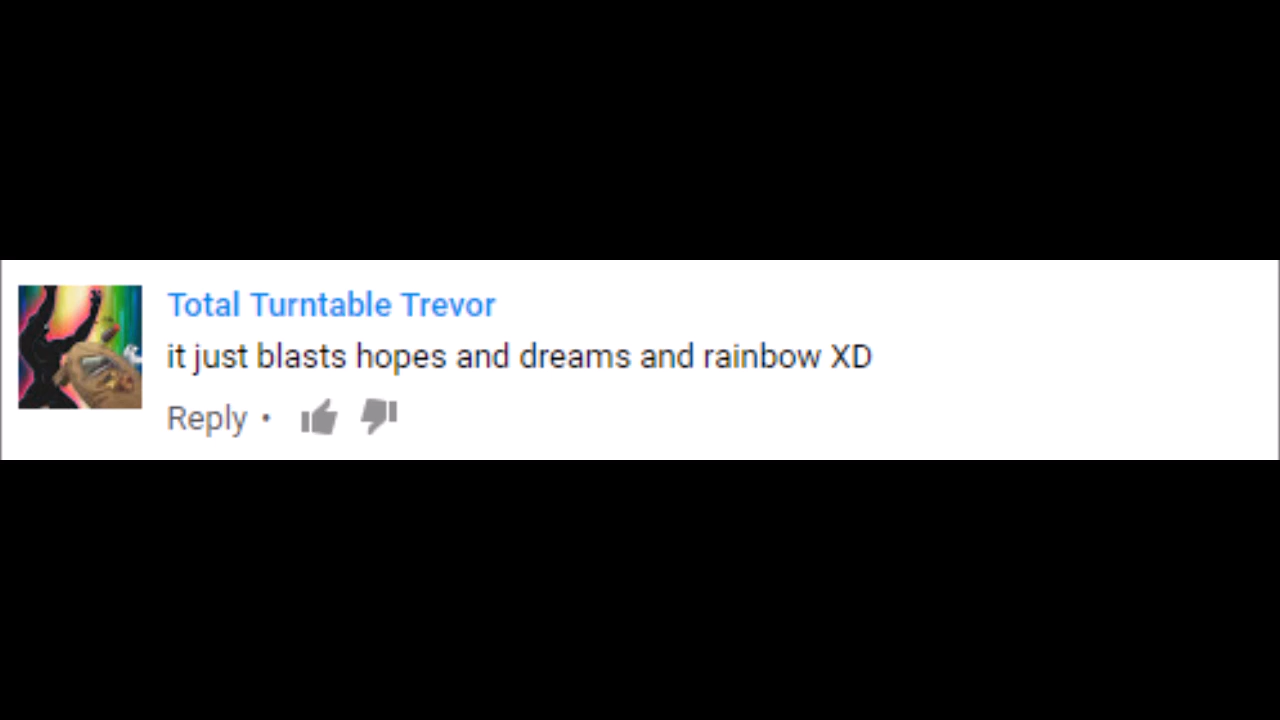 Total Turntable Trevor
it just blasts hopes and dreams and rainbow XD
Reply •